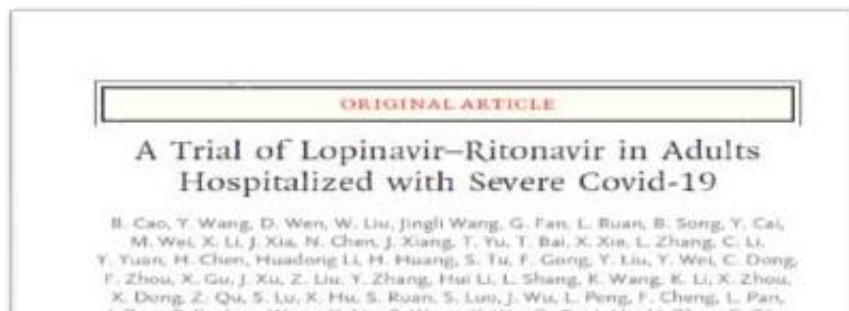 ORIGINAL ARTICLE
A Trial of Lopinavir–Ritonavir in Adults
Hospitalized with Severe Covid-19
B. Cao, Y. Wang, D. Wen, W. Liu, Jingli Wang, G. Fan, L. Ruan, B. Song, Y. Cai,
M. Wei, X. Li, J. Xia, N. Chen, J. Xiang, T. Yu, T. Bai, X. Xie, L. Zhang, C. Li,
Y. Yuan, H. Chen, Huadong Li, H. Huang, S. Tu, F. Gong, Y. Liu, Y. Wei, C. Dong,
F. Zhou, X. Gu, J. Xu, Z. Liu, Y. Zhang, Hui Li, L. Shang, K. Wang, K. Li, X. Zhou,
X. Dong, Z. Qu, S. Lu, X. Hu, S. Ruan, S. Luo, J. Wu, L. Peng, F. Cheng, L. Pan,